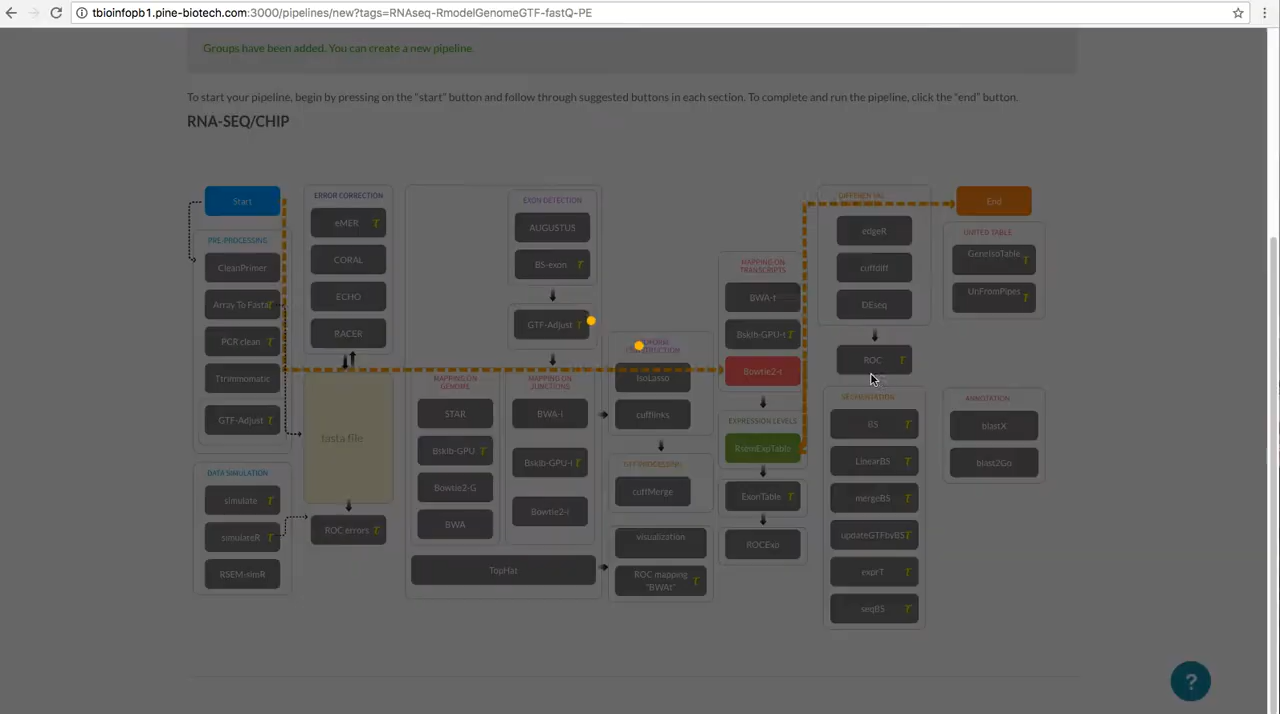 tbioinfopb1.pine-biotech.com:3000/pipelines/new?tags=RNAseq-RmodelGenomeGTF-fastQ-PE
Groups have been added. You can create a new pipeline.
To start your pipeline, begin by pressing on the "start" button and follow through suggested buttons in each section. To complete and run the pipeline, click the "end" button.
RNA-SEQ/CHIP
Start
PRE-PROCESSING
CleanPrimer
Array To Fasta T
PCR clean T
Ttrimmomatic
GTF-Adjust T
DATA SIMULATION
simulate T
simulateR T
RSEM-simR
ERROR CORRECTION
eMER T
CORAL
ECHO
RACER
fasta file
ROC errors T
EXON DETECTION
AUGUSTUS
BS-exon T
GTF-Adjust T
MAPPING ON
GENOME
STAR
Bsklb-GPU T
Bowtie2-G
BWA
MAPPING ON
JUNCTIONS
BWA-i
Bsklb-GPU-i T
Bowtie2-i
TopHat
CONSTRUCTION
IsoLasso
cufflinks
cuffMerge
visualization
ROC mapping
"BWAt" T
MAPPING ON
TRANSCRIPTS
BWA-t
Bsklb-GPU-t T
Bowtie2-t
EXPRESSION LEVELS
RsemExpTable
ExonTable T
ROCExp
edgeR
cuffdiff
DEseq
ROC T
SEGMENTATION
BS T
LinearBS T
mergeBS T
updateGTFbyBS T
exprT T
seqBS T
End
UNITED TABLE
GeneIsoTable T
UnFromPipes T
ANNOTATION
blastX
blast2Go
?